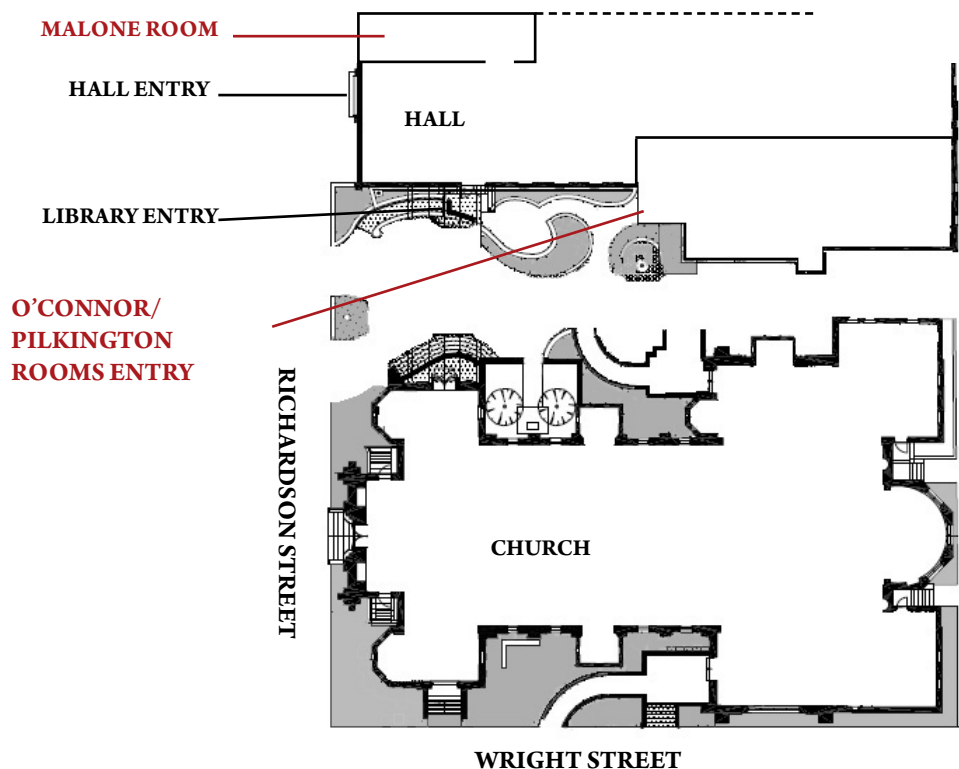 MALONE ROOM
HALL ENTRY
HALL
LIBRARY ENTRY
O’CONNOR/
PILKINGTON
ROOMS ENTRY
RICHARDSON STREET
CHURCH
WRIGHT STREET